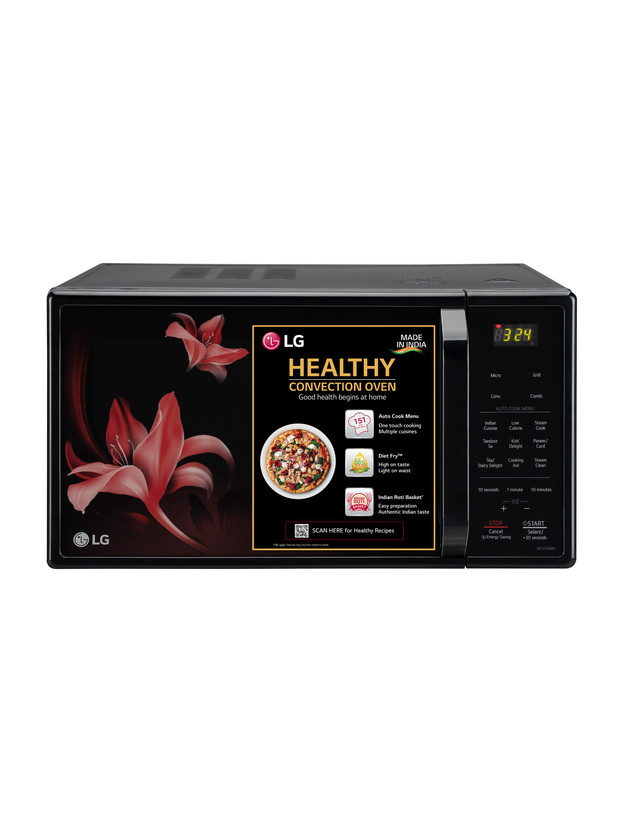 LG
MADE
IN INDIA
HEALTHY
CONVECTION OVEN
Good health begins at home
151
Auto Cook Menu
One touch cooking
Multiple cuisines
Diet Fry™
High on taste
Light on waist
ROTI
Indian Roti Basket*
Easy preparation
Authentic Indian taste
SCAN HERE for Healthy Recipes
LG
3:24
Micro Grill
Conv. Combi.
AUTO COOK MENU
Indian Cuisine
Low Calorie
Steam Cook
Tandoor Se
Kids' Delight
Paneer/ Curd
Tea/ Dairy Delight
Cooking Aid
Steam Clean
10 seconds 1 minute 10 minutes
+ −
STOP
Cancel
Energy Saving
START
Select/
+30 seconds